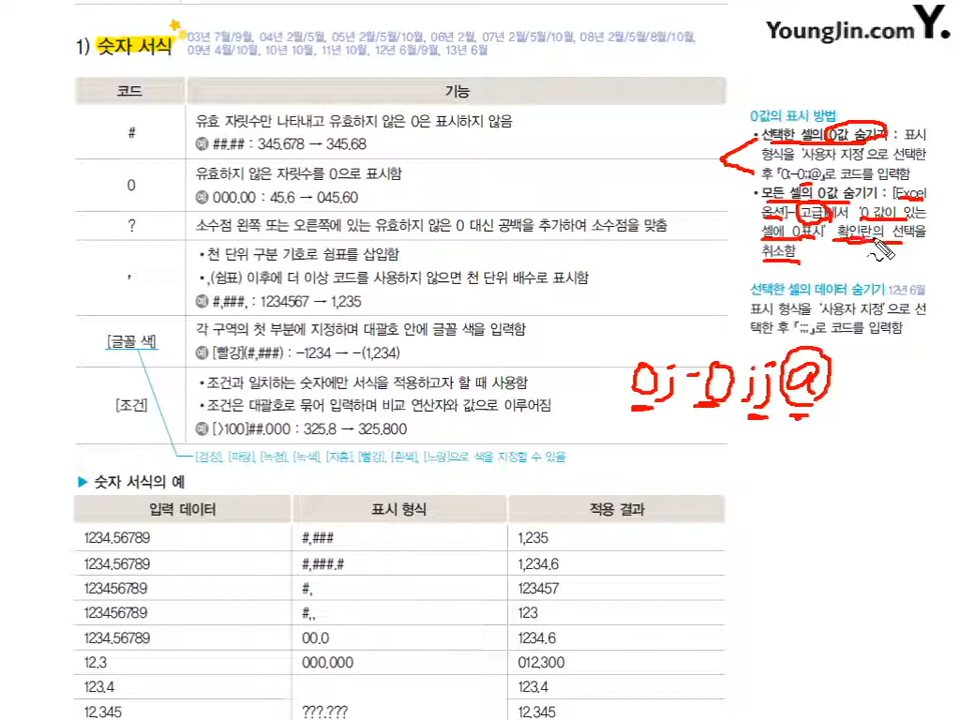 YoungJin.com Y.
1) 숫자 서식 03년 7월/9월, 04년 2월/5월, 05년 2월/5월/10월, 06년 2월, 07년 2월/5월/10월, 08년 2월/5월/8월/10월,
09년 4월/10월, 10년 10월, 11년 10월, 12년 6월/9월, 13년 6월
코드 기능
# 유효 자릿수만 나타내고 유효하지 않은 0은 표시하지 않음
예 ##.## : 345.678 → 345.68
0 유효하지 않은 자릿수를 0으로 표시함
예 000.00 : 45.6 → 045.60
? 소수점 왼쪽 또는 오른쪽에 있는 유효하지 않은 0 대신 공백을 추가하여 소수점을 맞춤
, •천 단위 구분 기호로 쉼표를 삽입함
•,(쉼표) 이후에 더 이상 코드를 사용하지 않으면 천 단위 배수로 표시함
예 #,###, : 1234567 → 1,235
[글꼴 색] 각 구역의 첫 부분에 지정하며 대괄호 안에 글꼴 색을 입력함
예 [빨강](#,###) : -1234 → -(1,234)
[조건] •조건과 일치하는 숫자에만 서식을 적용하고자 할 때 사용함
•조건은 대괄호로 묶어 입력하며 비교 연산자와 값으로 이루어짐
예 [>100]##.000 : 325.8 → 325.800
[검정], [파랑], [녹청], [녹색], [자홍], [빨강], [흰색], [노랑]으로 색을 지정할 수 있음
▶ 숫자 서식의 예
입력 데이터 표시 형식 적용 결과
1234.56789 #,### 1,235
1234.56789 #,###.# 1,234.6
123456789 #, 123457
123456789 #,, 123
1234.56789 00.0 1234.6
12.3 000.000 012.300
123.4 123.4
12.345 ???.??? 12.345
0값의 표시 방법
•선택한 셀의 0값 숨기기 : 표시
형식을 '사용자 지정'으로 선택한
후 「0;-0;;@」로 코드를 입력함
•모든 셀의 0값 숨기기 : [Excel
옵션]-[고급]에서 '0 값이 있는
셀에 0표시' 확인란의 선택을
취소함
선택한 셀의 데이터 숨기기 12년 6월
표시 형식을 '사용자 지정'으로 선
택한 후 「;;;」로 코드를 입력함
0;-0;;@